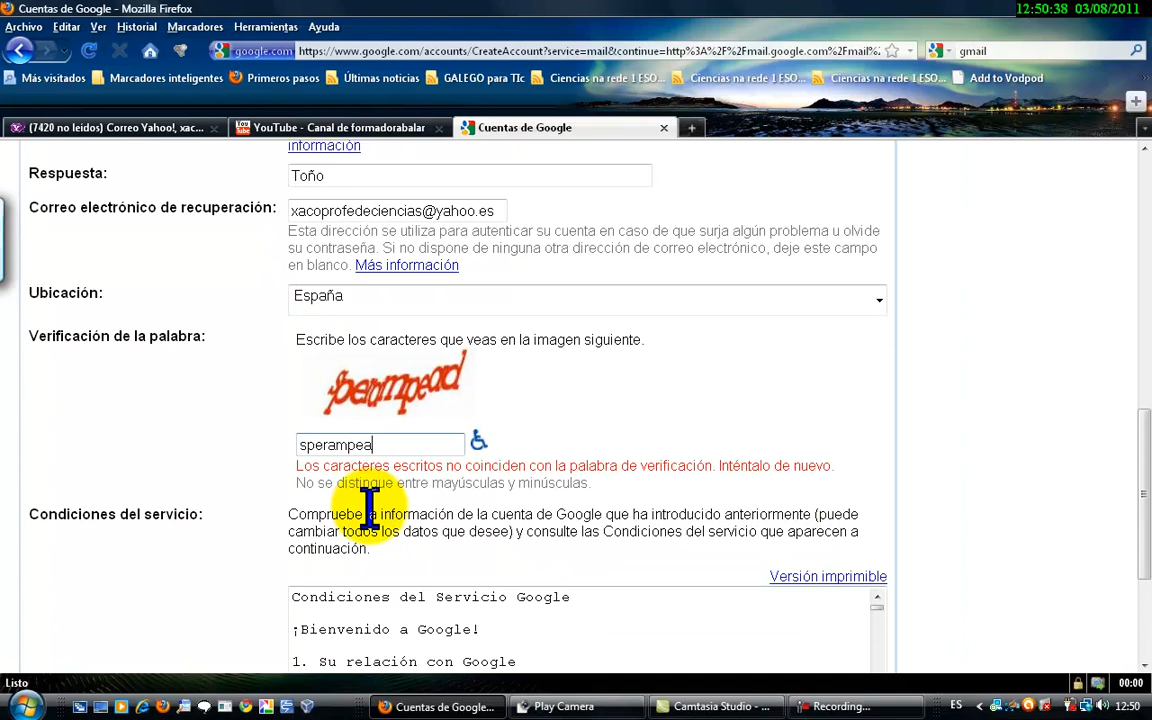 Cuentas de Google - Mozilla Firefox
12:50:38 03/08/2011
Archivo Editar Ver Historial Marcadores Herramientas Ayuda
google.com https://www.google.com/accounts/CreateAccount?service=mail&continue=http%3A%2F%2Fmail.google.com%2Fmail%2 gmail
Más visitados Marcadores inteligentes Primeros pasos Últimas noticias GALEGO para TIc Ciencias na rede 1 ESO... Ciencias na rede 1 ESO... Ciencias na rede 1 ESO... Add to Vodpod
(7420 no leídos) Correo Yahoo!, xac... YouTube - Canal de formadorabalar Cuentas de Google
información
Respuesta: Toño
Correo electrónico de recuperación: xacoprofedeciencias@yahoo.es
Esta dirección se utiliza para autenticar su cuenta en caso de que surja algún problema u olvide
su contraseña. Si no dispone de ninguna otra dirección de correo electrónico, deje este campo
en blanco. Más información
Ubicación: España
Verificación de la palabra: Escribe los caracteres que veas en la imagen siguiente.
sperampea
Los caracteres escritos no coinciden con la palabra de verificación. Inténtalo de nuevo.
No se distingue entre mayúsculas y minúsculas.
Condiciones del servicio: Compruebe la información de la cuenta de Google que ha introducido anteriormente (puede
cambiar todos los datos que desee) y consulte las Condiciones del servicio que aparecen a
continuación.
Versión imprimible
Condiciones del Servicio Google
¡Bienvenido a Google!
1. Su relación con Google
Listo 00:00
Cuentas de Google... Play Camera Camtasia Studio - ... Recording... ES 12:50